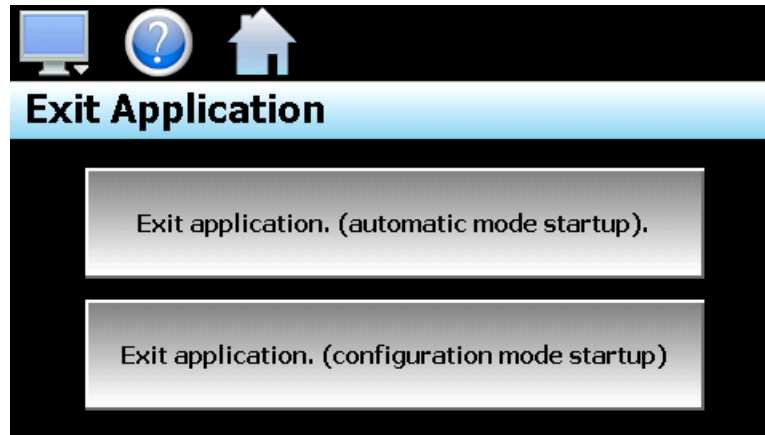 ?
Exit Application
Exit application. (automatic mode startup).
Exit application. (configuration mode startup)